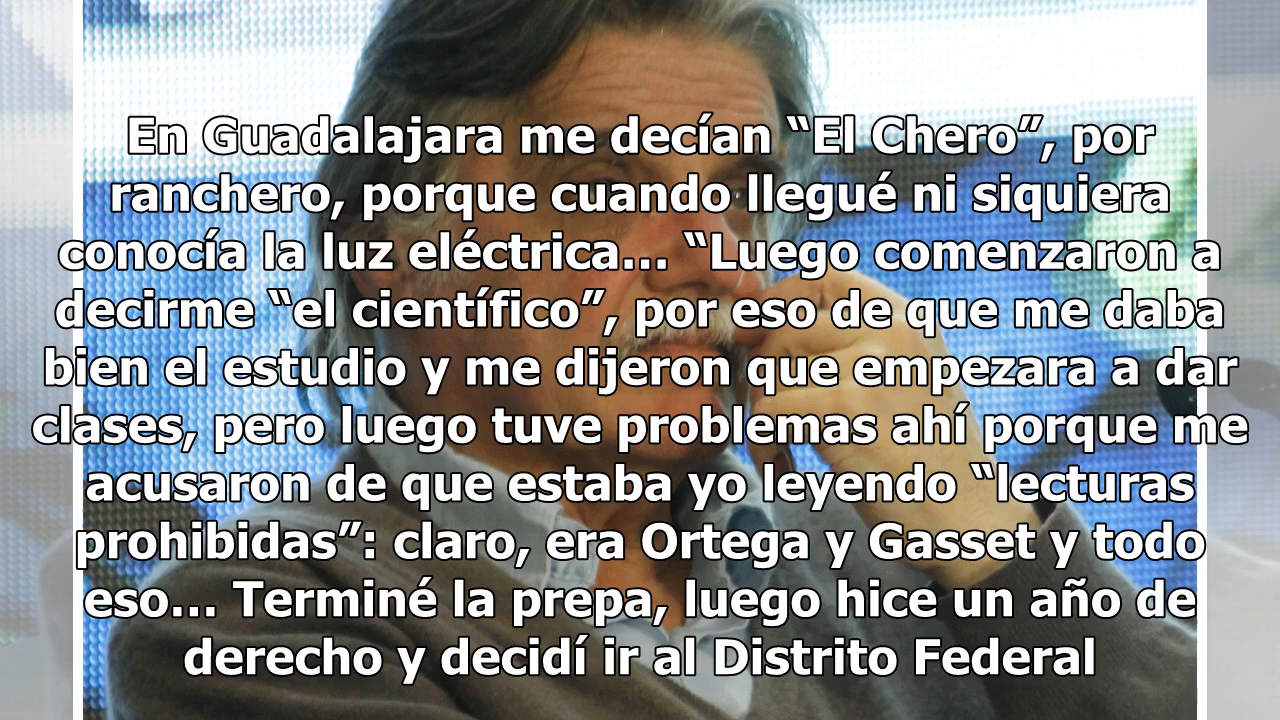 En Guadalajara me decían “El Chero”, por
ranchero, porque cuando llegué ni siquiera
conocía la luz eléctrica... “Luego comenzaron a
decirme “el científico”, por eso de que me daba
bien el estudio y me dijeron que empezara a dar
clases, pero luego tuve problemas ahí porque me
acusaron de que estaba yo leyendo “lecturas
prohibidas”: claro, era Ortega y Gasset y todo
eso... Terminé la prepa, luego hice un año de
derecho y decidí ir al Distrito Federal